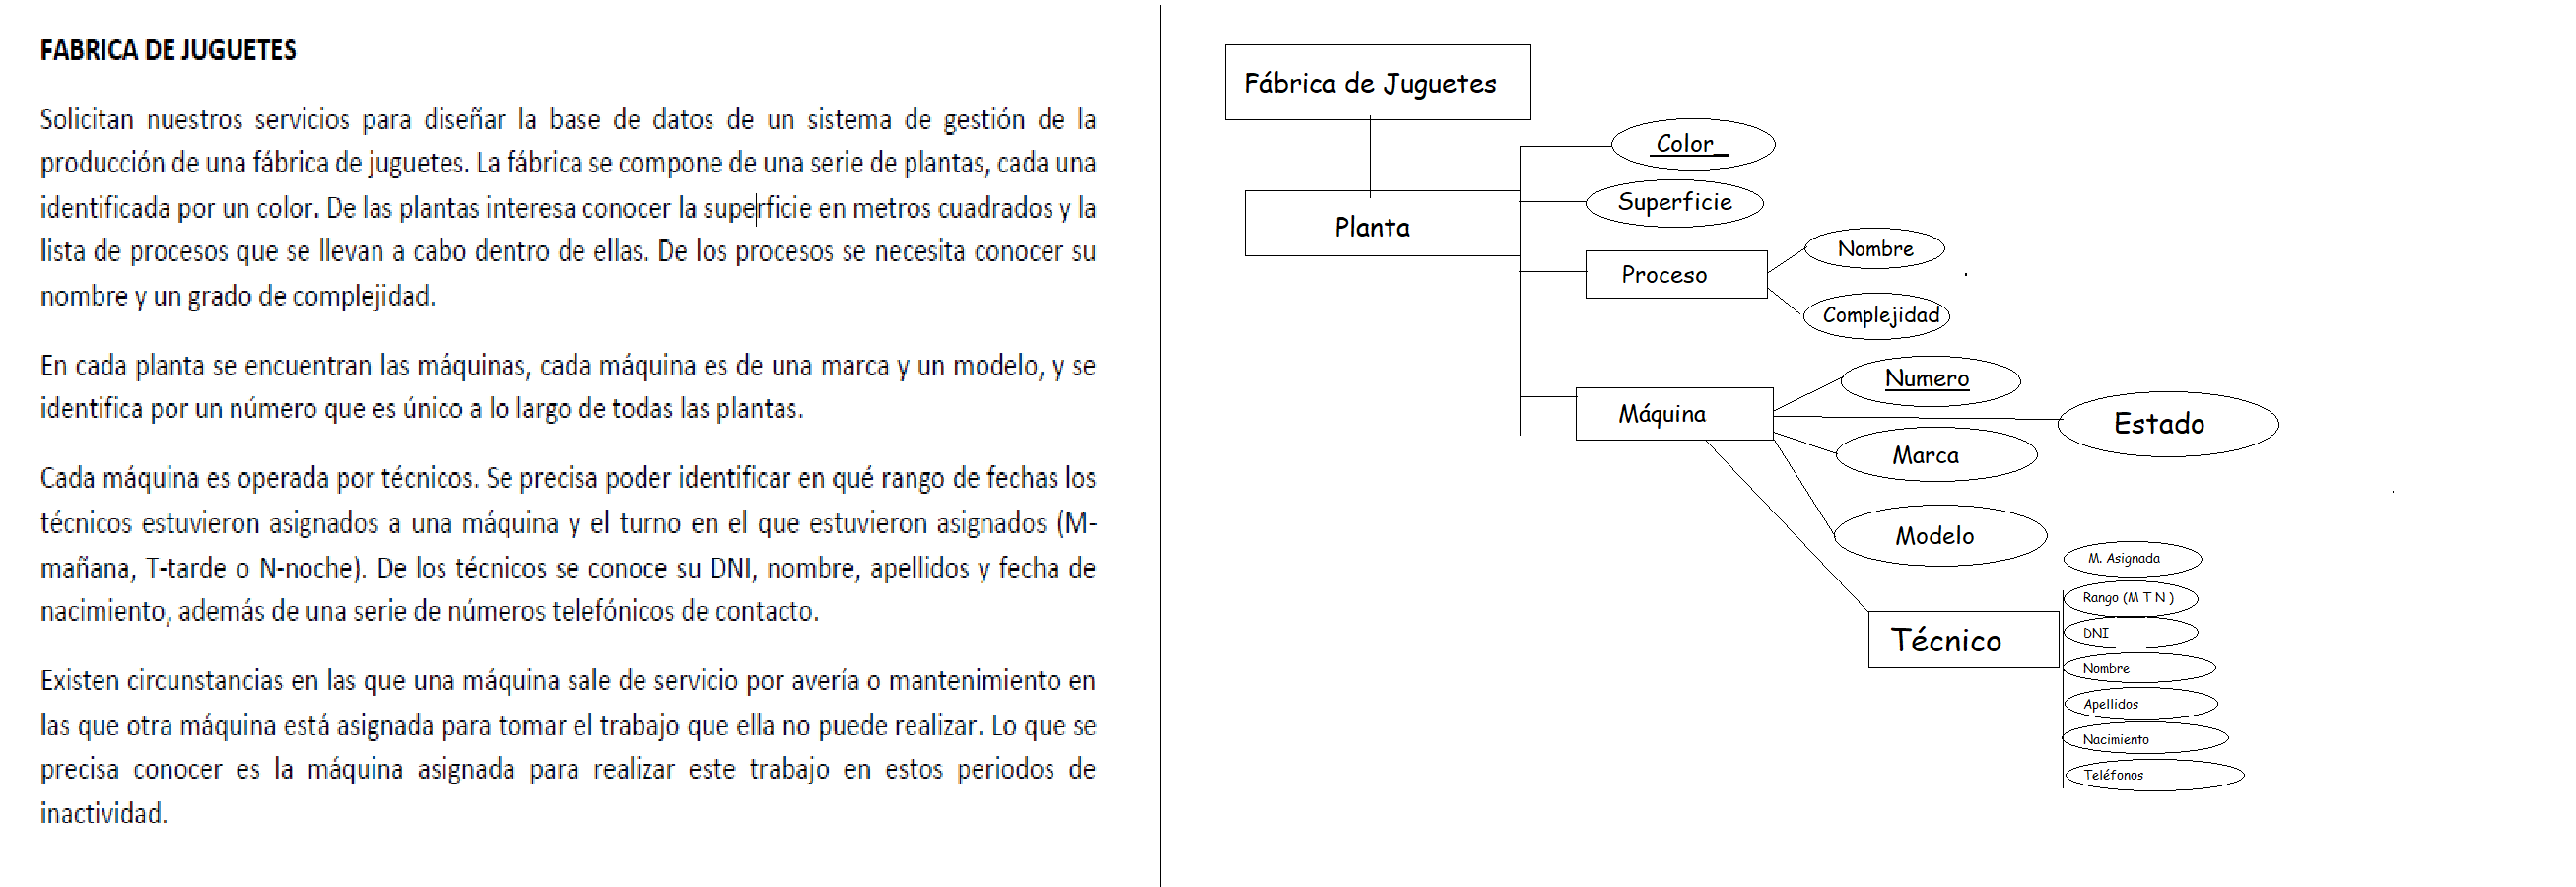 FABRICA DE JUGUETES
Solicitan nuestros servicios para diseñar la base de datos de un sistema de gestión de la
producción de una fábrica de juguetes. La fábrica se compone de una serie de plantas, cada una
identificada por un color. De las plantas interesa conocer la superficie en metros cuadrados y la
lista de procesos que se llevan a cabo dentro de ellas. De los procesos se necesita conocer su
nombre y un grado de complejidad.
En cada planta se encuentran las máquinas, cada máquina es de una marca y un modelo, y se
identifica por un número que es único a lo largo de todas las plantas.
Cada máquina es operada por técnicos. Se precisa poder identificar en qué rango de fechas los
técnicos estuvieron asignados a una máquina y el turno en el que estuvieron asignados (M-
mañana, T-tarde o N-noche). De los técnicos se conoce su DNI, nombre, apellidos y fecha de
nacimiento, además de una serie de números telefónicos de contacto.
Existen circunstancias en las que una máquina sale de servicio por avería o mantenimiento en
las que otra máquina está asignada para tomar el trabajo que ella no puede realizar. Lo que se
precisa conocer es la máquina asignada para realizar este trabajo en estos periodos de
inactividad.
Fábrica de Juguetes
Color_
Superficie
Planta
Nombre
Proceso
Complejidad
Numero
Máquina
Estado
Marca
Modelo
M. Asignada
Rango (M T N )
DNI
Técnico
Nombre
Apellidos
Nacimiento
Teléfonos